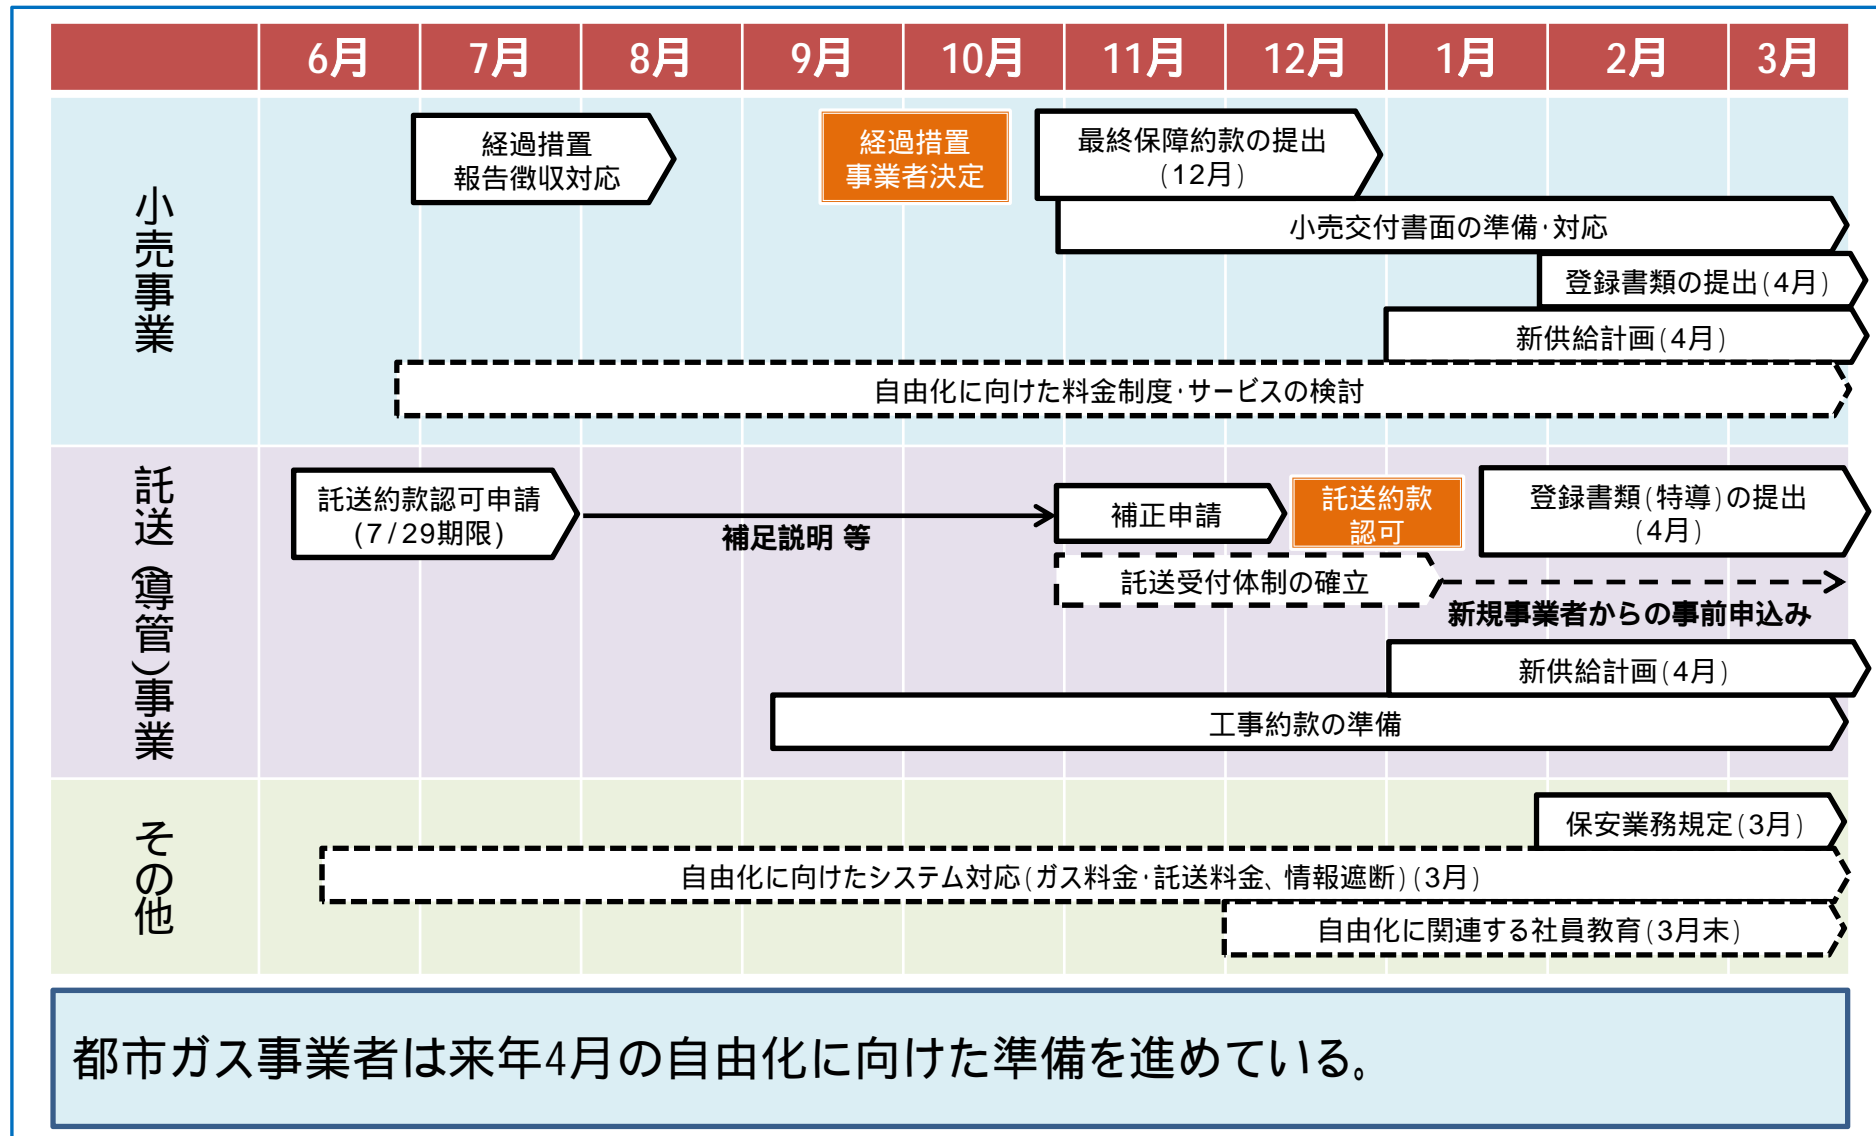 6月 7月 8月 9月 10月 11月 12月 1月 2月 3月
小売事業
経過措置
報告徴収対応
経過措置
事業者決定
最終保障約款の提出
(12月)
小売交付書面の準備・対応
登録書類の提出(4月)
新供給計画(4月)
自由化に向けた料金制度・サービスの検討
託送(導管)事業
託送約款認可申請
(7/29期限)
補足説明 等
補正申請
託送約款
認可
登録書類(特導)の提出
(4月)
託送受付体制の確立
新規事業者からの事前申込み
新供給計画(4月)
工事約款の準備
その他
保安業務規定(3月)
自由化に向けたシステム対応(ガス料金・託送料金、情報遮断)(3月)
自由化に関連する社員教育(3月末)
都市ガス事業者は来年4月の自由化に向けた準備を進めている。